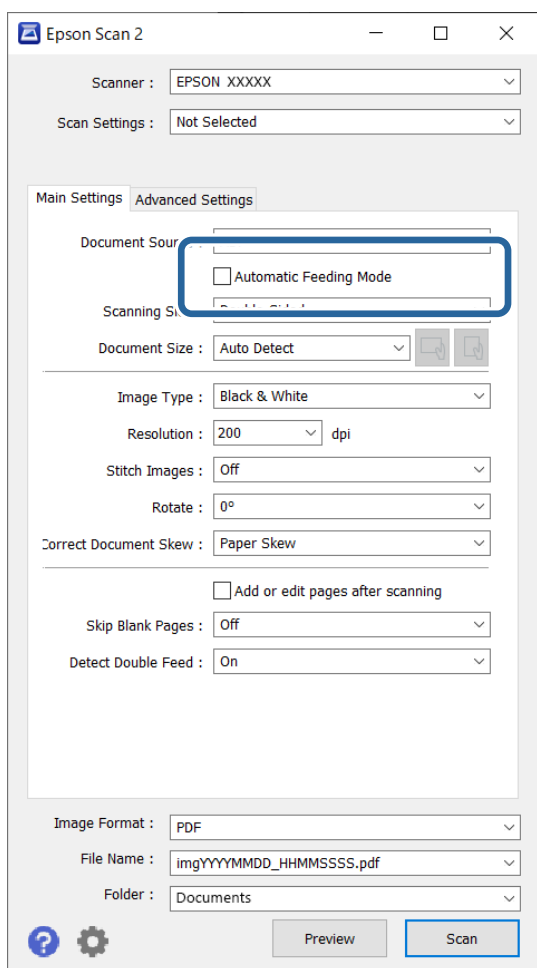 Epson Scan 2
Scanner : EPSON XXXXX
Scan Settings : Not Selected
Main Settings Advanced Settings
Document
Automatic Feeding Mode
Scanning
Document Size : Auto Detect
Image Type : Black & White
Resolution : 200 dpi
Stitch Images : Off
Rotate : 0°
Correct Document Skew : Paper Skew
Add or edit pages after scanning
Skip Blank Pages : Off
Detect Double Feed : On
Image Format : PDF
File Name : imgYYYYMMDD_HHMMSSSS.pdf
Folder : Documents
?
Preview Scan